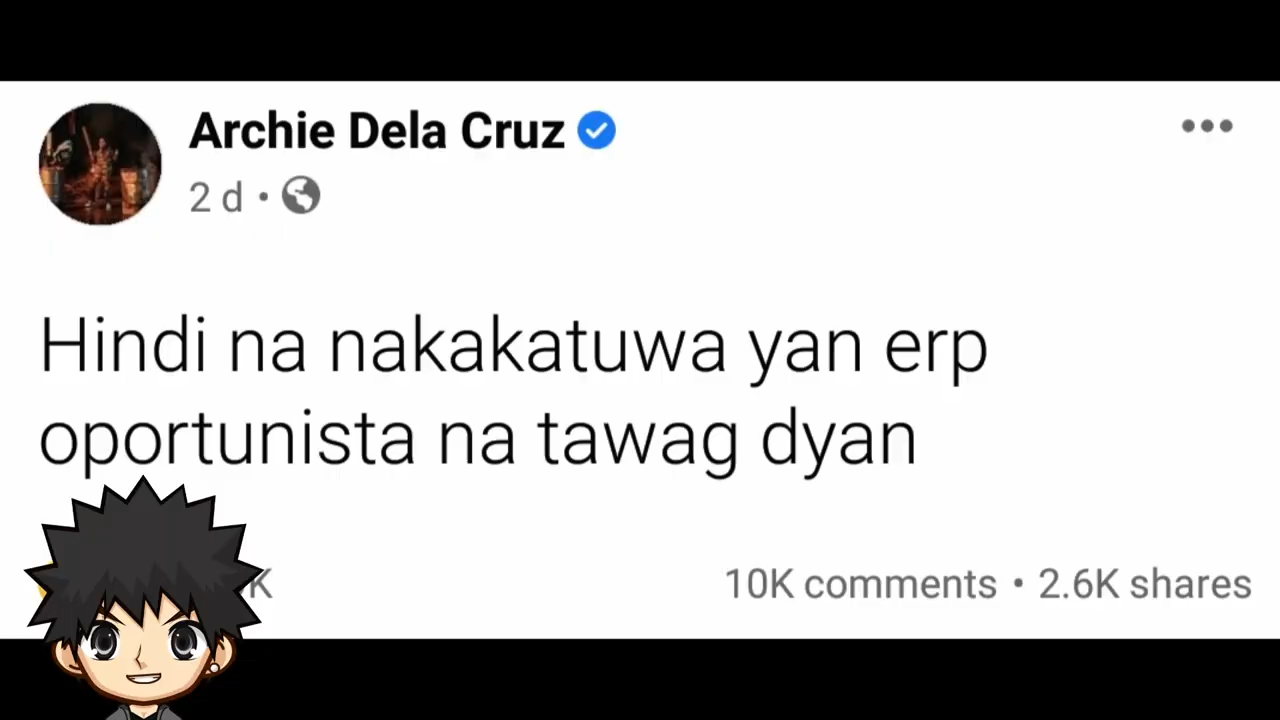 Archie Dela Cruz
2 d
Hindi na nakakatuwa yan erp
oportunista na tawag dyan
K
10K comments • 2.6K shares